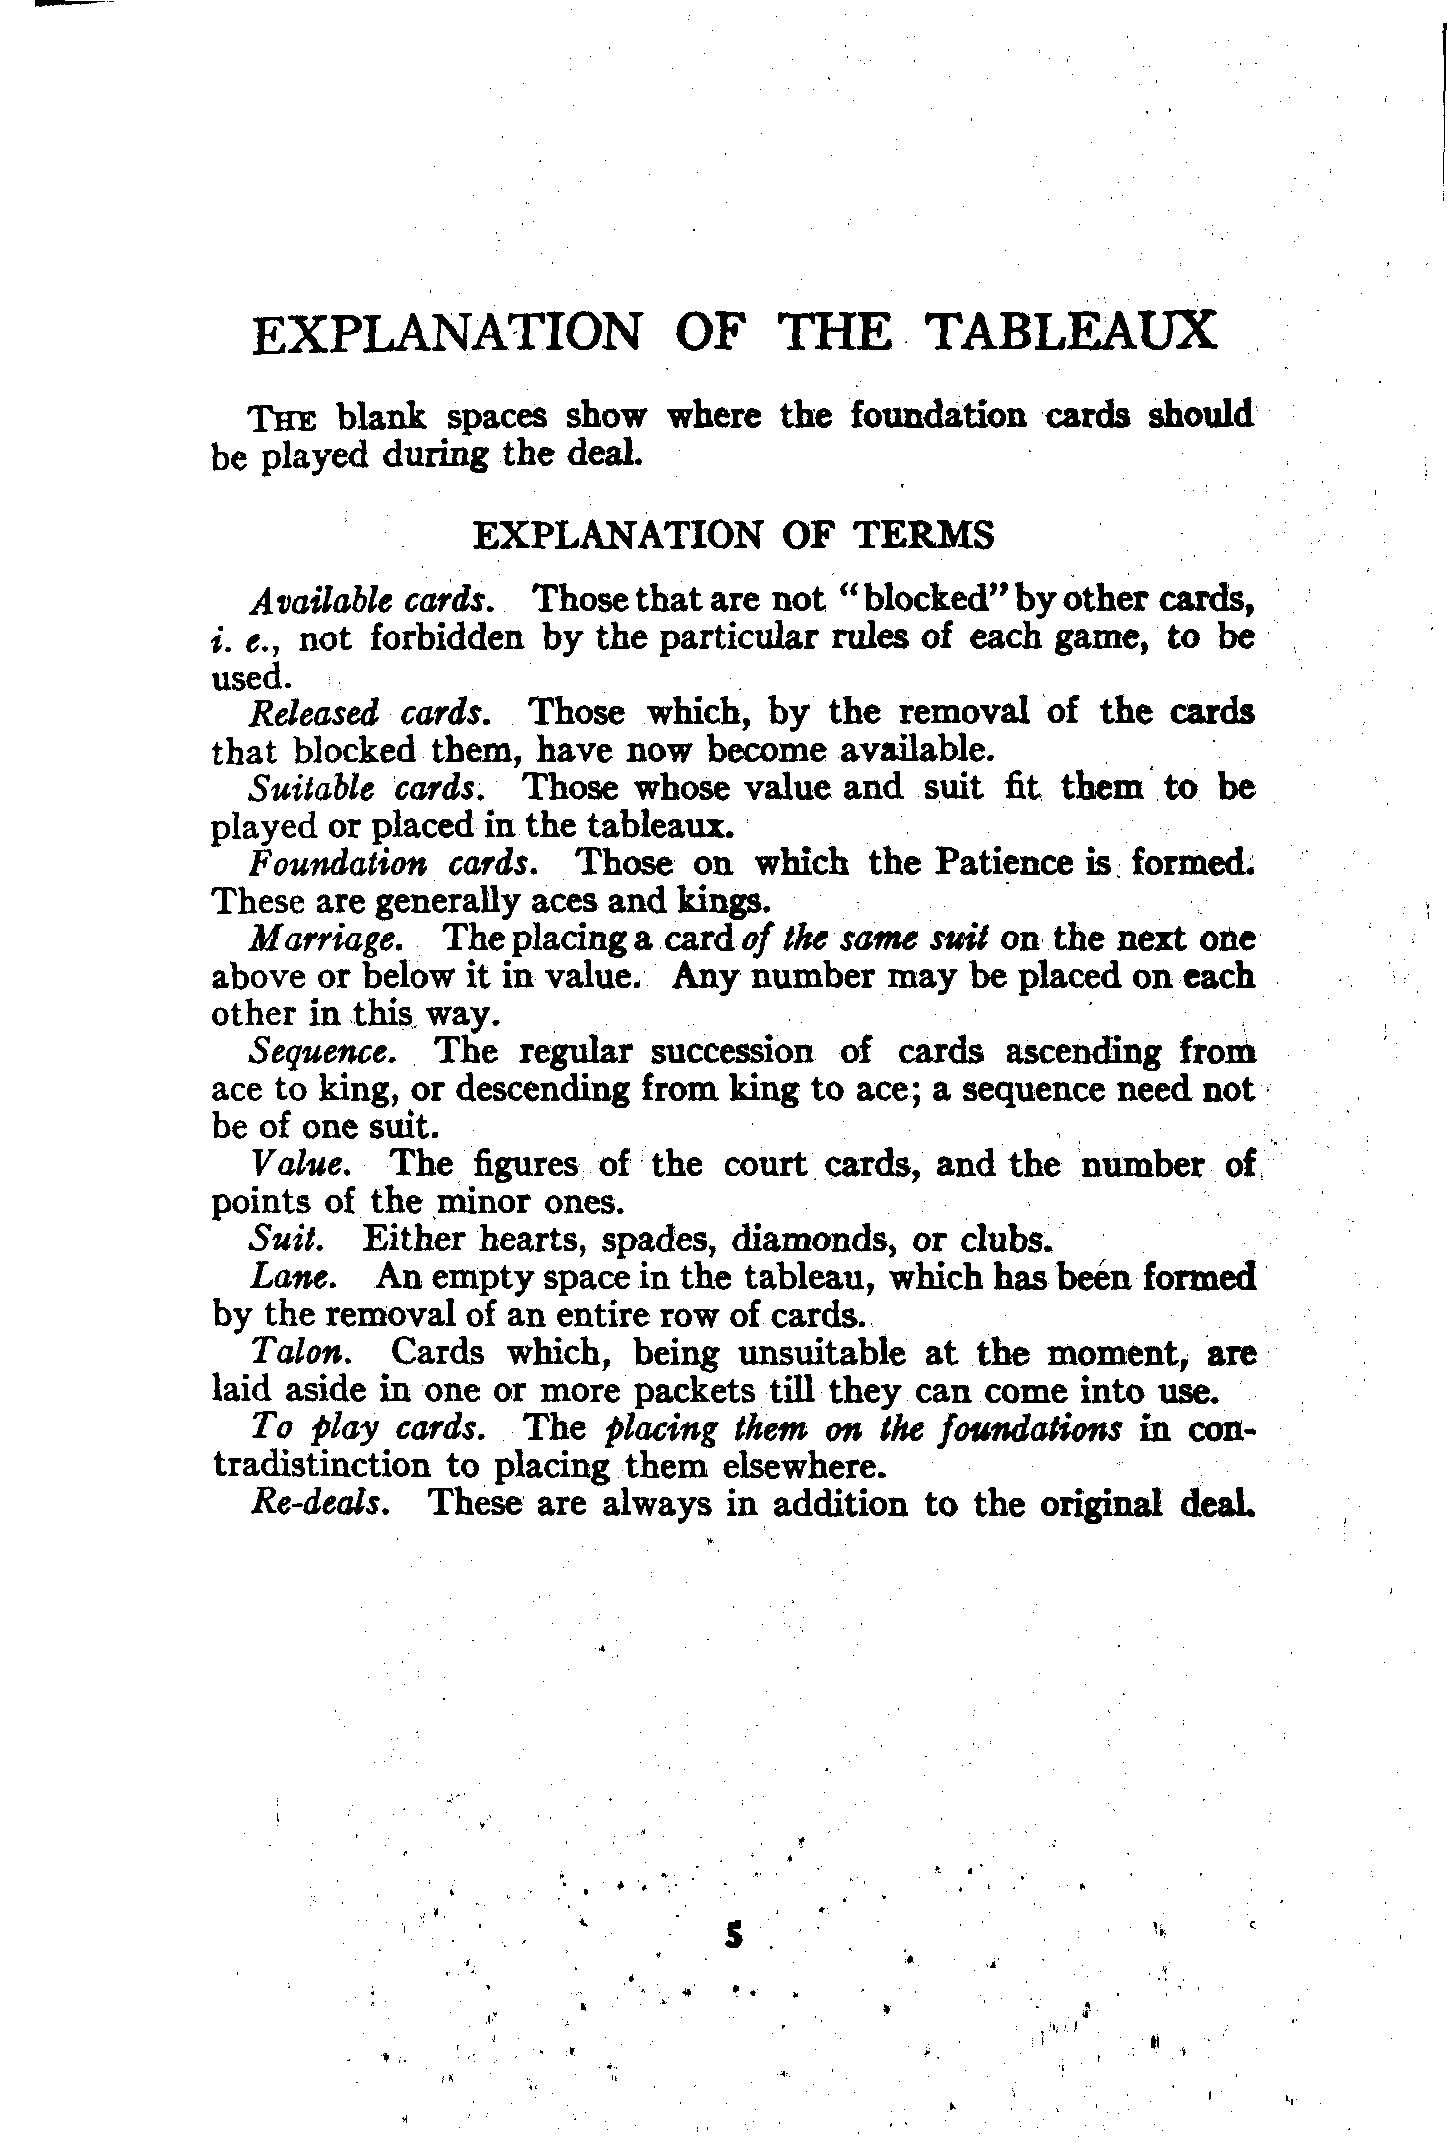 EXPLANATION OF THE TABLEAUX
THE blank spaces show where the foundation cards should
be played during the deal.
EXPLANATION OF TERMS
Available cards. Those that are not “blocked” by other cards,
i. e., not forbidden by the particular rules of each game, to be
used.
Released cards. Those which, by the removal of the cards
that blocked them, have now become available.
Suitable cards. Those whose value and suit fit them to be
played or placed in the tableaux.
Foundation cards. Those on which the Patience is formed.
These are generally aces and kings.
Marriage. The placing a card of the same suit on the next one
above or below it in value. Any number may be placed on each
other in this way.
Sequence. The regular succession of cards ascending from
ace to king, or descending from king to ace; a sequence need not
be of one suit.
Value. The figures of the court cards, and the number of
points of the minor ones.
Suit. Either hearts, spades, diamonds, or clubs.
Lane. An empty space in the tableau, which has been formed
by the removal of an entire row of cards.
Talon. Cards which, being unsuitable at the moment, are
laid aside in one or more packets till they can come into use.
To play cards. The placing them on the foundations in con-
tradistinction to placing them elsewhere.
Re-deals. These are always in addition to the original deal.
5